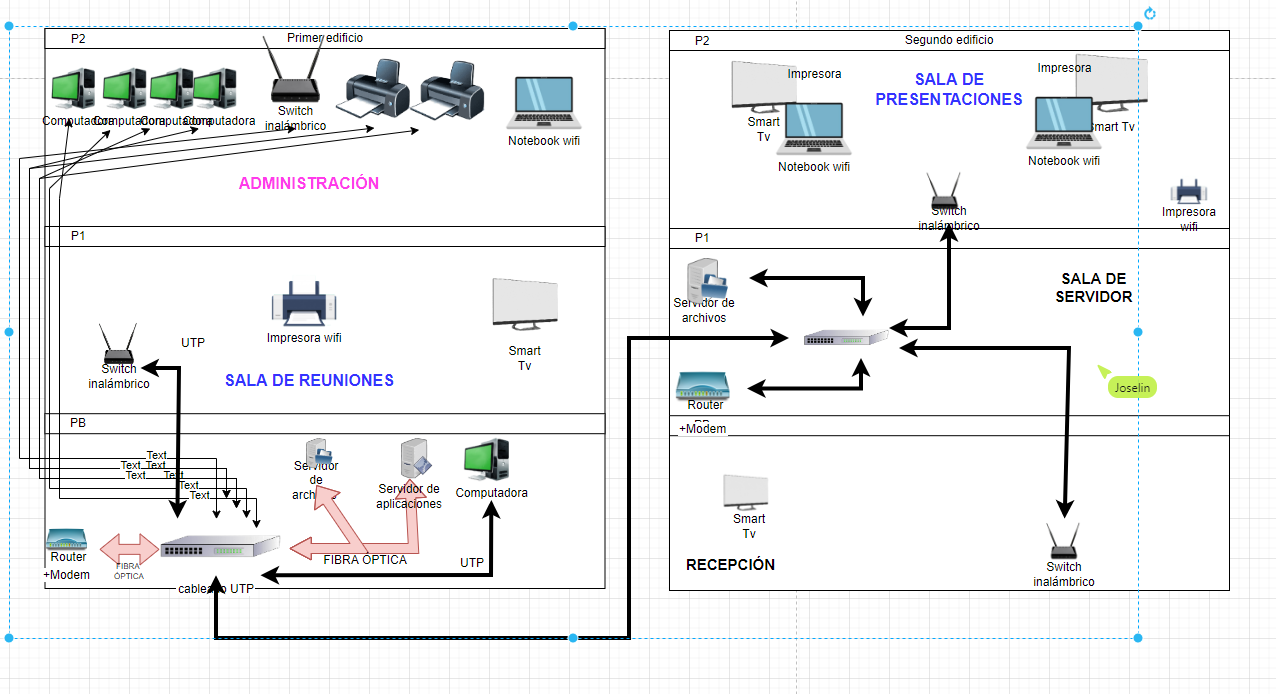 P2
Primer edificio
Computadora
Computadora
Computadora
Computadora
Switch
inalámbrico
Notebook wifi
ADMINISTRACIÓN
P1
Impresora wifi
Smart
Tv
UTP
Switch
inalámbrico
SALA DE REUNIONES
PB
Text
Text
Text
Text
Text
Text
Text
Servidor
de
Servidor de
aplicaciones
Computadora
Router
+Modem
FIBRA
ÓPTICA
FIBRA ÓPTICA
UTP
UTP
P2
Segundo edificio
Impresora
Smart
Tv
Notebook wifi
SALA DE
PRESENTACIONES
Impresora
Smart Tv
Notebook wifi
Switch
inalámbrico
Impresora
wifi
P1
Servidor de
archivos
SALA DE
SERVIDOR
Joselin
Router
+Modem
Smart
Tv
RECEPCIÓN
Switch
inalámbrico